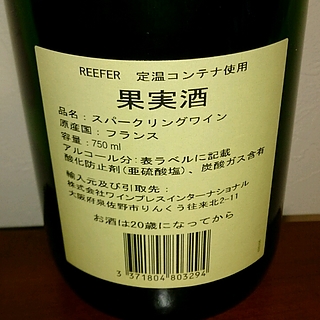 REEFER 定温コンテナ使用
果実酒
品名：スパークリングワイン
原産国：フランス
容量：750ml
アルコール分：表ラベルに記載
酸化防止剤(亜硫酸塩)、炭酸ガス含有
輸入元及び引取先：
株式会社ワインプレスインターナショナル
大阪府泉佐野市りんくう往来北2-11
お酒は20歳になってから
3 371804 803294